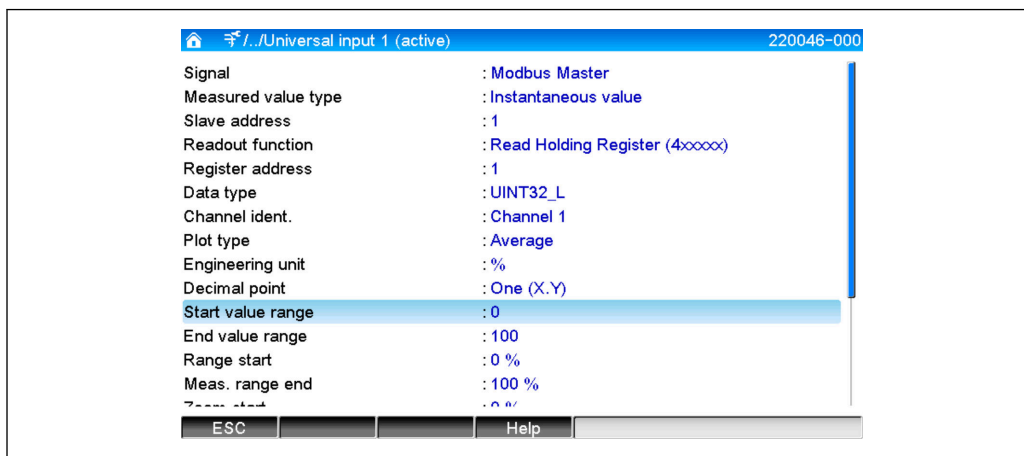 /../Universal input 1 (active) 220046-000
Signal : Modbus Master
Measured value type : Instantaneous value
Slave address : 1
Readout function : Read Holding Register (4xxxxx)
Register address : 1
Data type : UINT32_L
Channel ident. : Channel 1
Plot type : Average
Engineering unit : %
Decimal point : One (X.Y)
Start value range : 0
End value range : 100
Range start : 0 %
Meas. range end : 100 %
Zoom start : 0 %
ESC Help